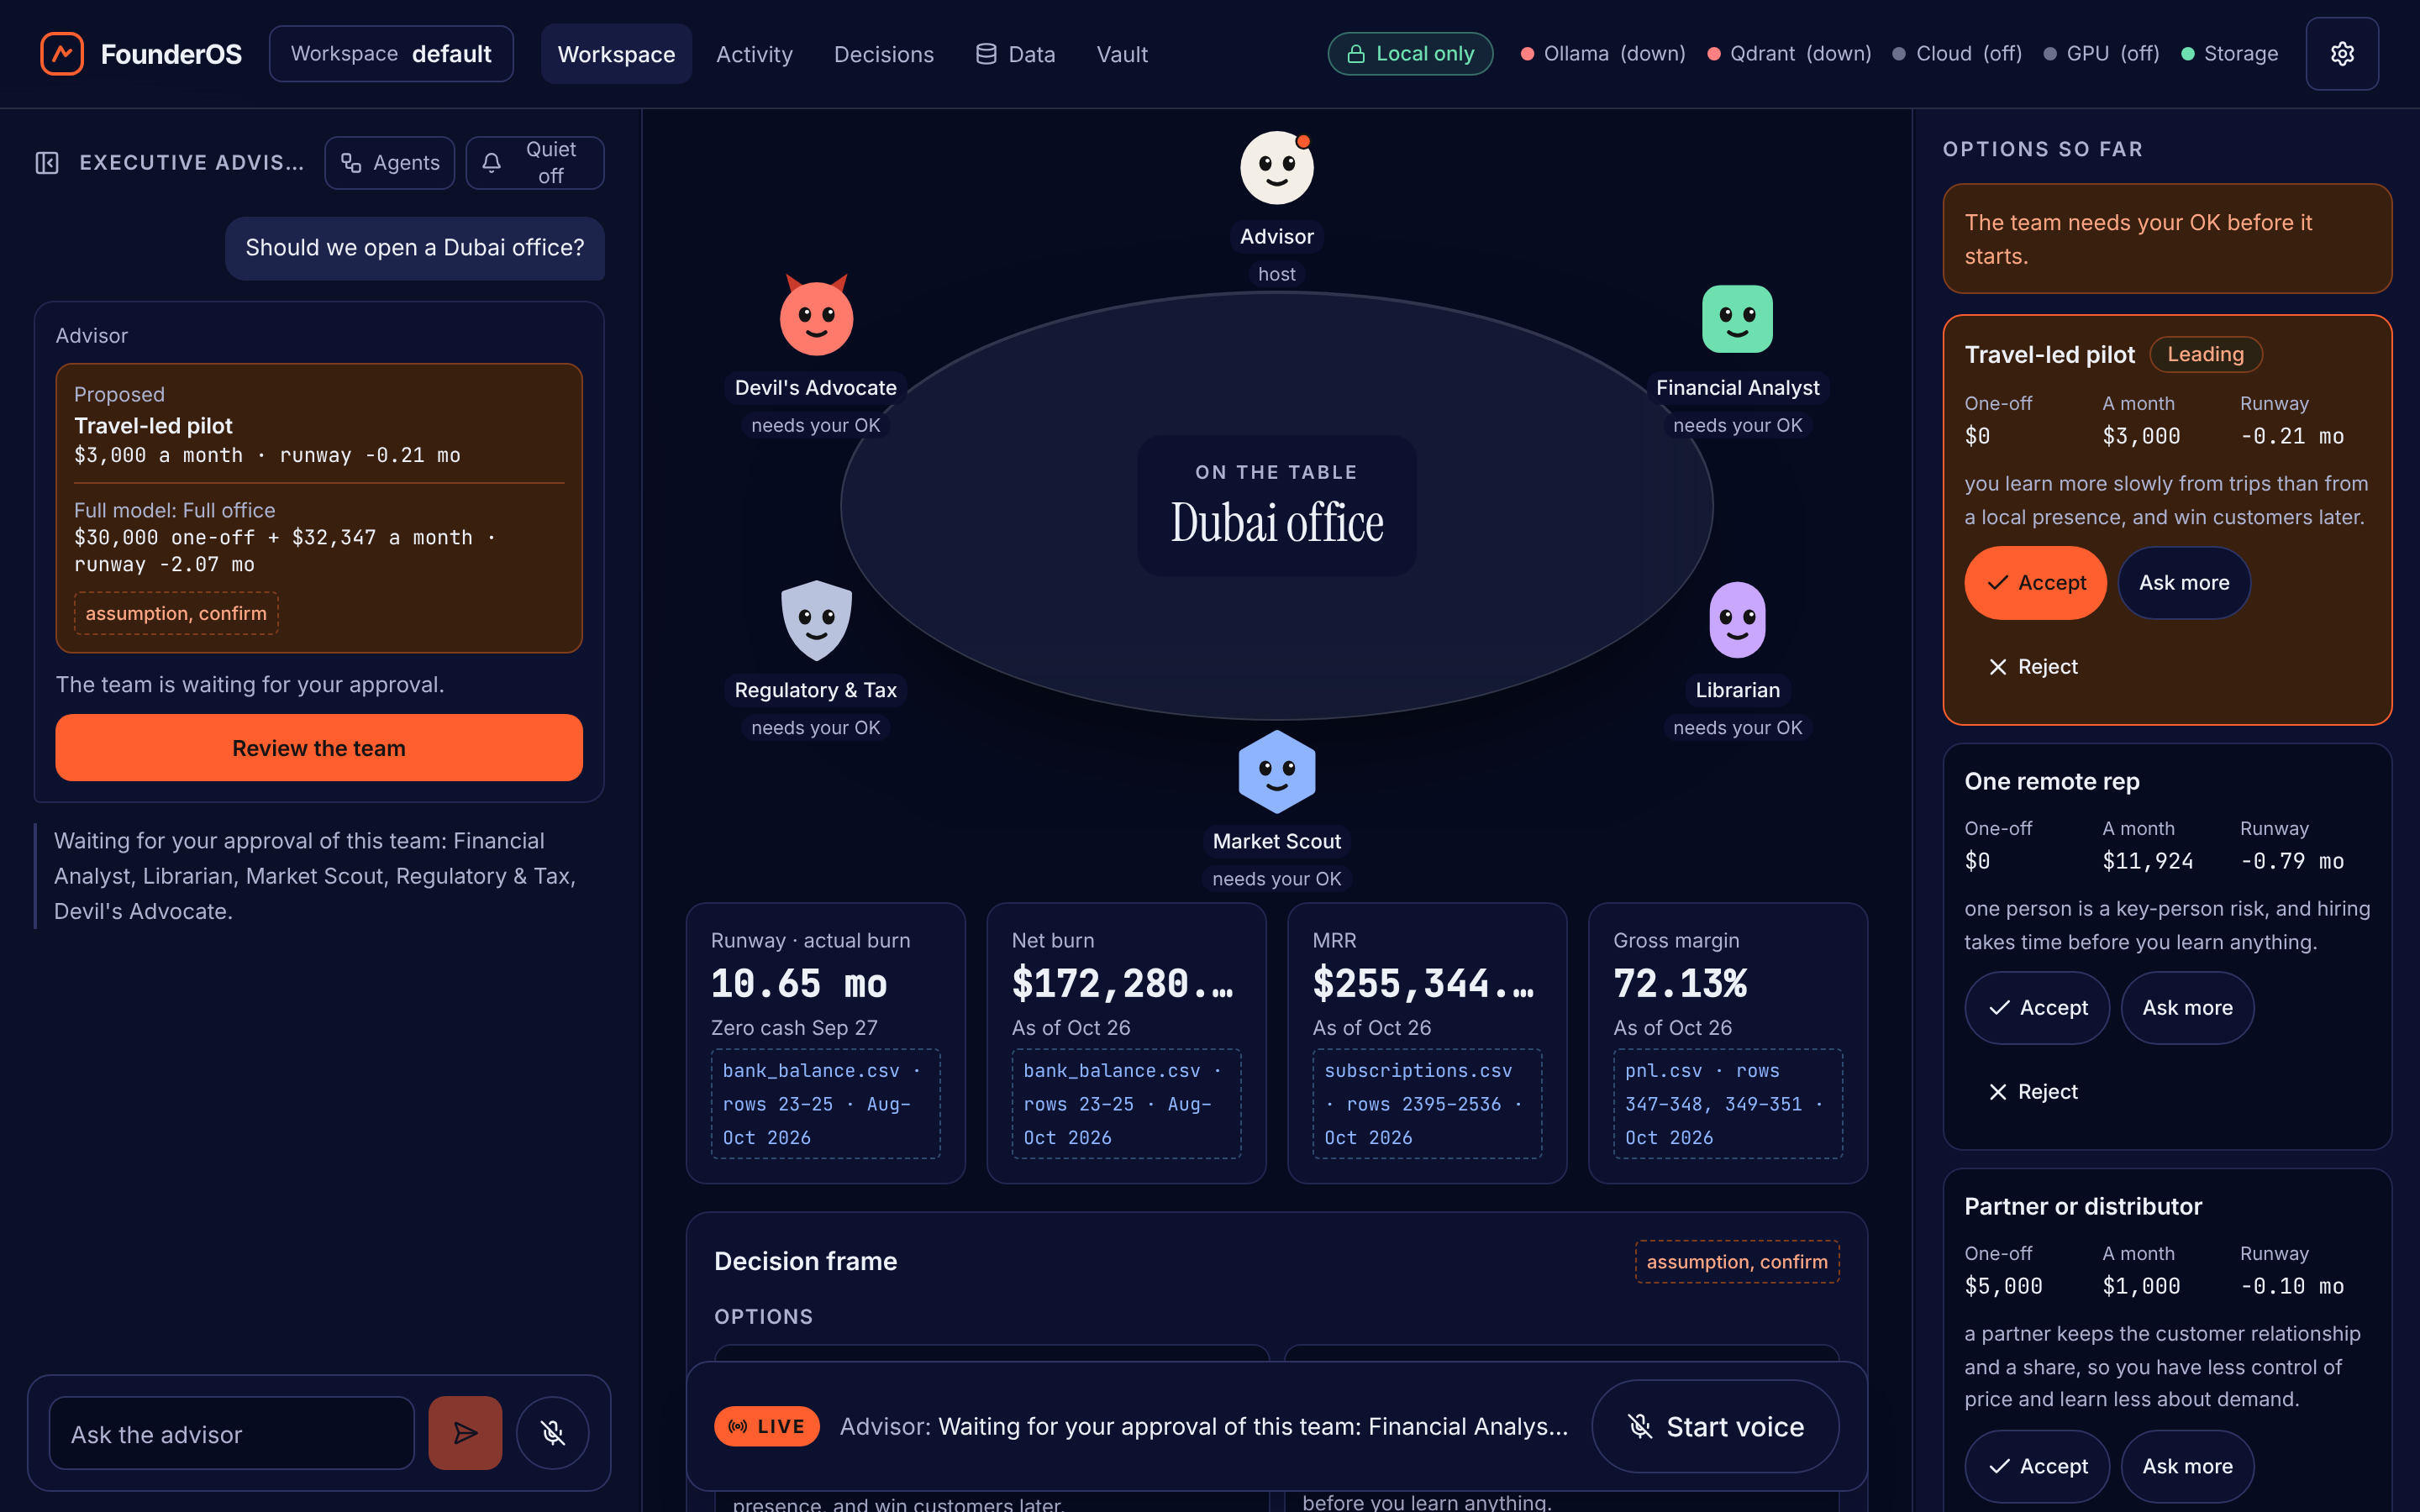 FounderOS
Workspace default
Workspace
Activity
Decisions
Data
Vault
Local only
Ollama (down)
Qdrant (down)
Cloud (off)
GPU (off)
Storage
EXECUTIVE ADVIS...
Agents
Quiet
off
Should we open a Dubai office?
Advisor
Proposed
Travel-led pilot
$3,000 a month · runway -0.21 mo
Full model: Full office
$30,000 one-off + $32,347 a month ·
runway -2.07 mo
assumption, confirm
The team is waiting for your approval.
Review the team
Waiting for your approval of this team: Financial
Analyst, Librarian, Market Scout, Regulatory & Tax,
Devil's Advocate.
Ask the advisor
Advisor
host
Devil's Advocate
needs your OK
Financial Analyst
needs your OK
ON THE TABLE
Dubai office
Regulatory & Tax
needs your OK
Librarian
needs your OK
Market Scout
needs your OK
Runway · actual burn
10.65 mo
Zero cash Sep 27
bank_balance.csv ·
rows 23–25 · Aug–
Oct 2026
Net burn
$172,280.…
As of Oct 26
bank_balance.csv ·
rows 23–25 · Aug–
Oct 2026
MRR
$255,344.…
As of Oct 26
subscriptions.csv
· rows 2395–2536 ·
Oct 2026
Gross margin
72.13%
As of Oct 26
pnl.csv · rows
347–348, 349–351 ·
Oct 2026
Decision frame
assumption, confirm
OPTIONS
LIVE
Advisor: Waiting for your approval of this team: Financial Analys...
Start voice
presence, and win customers later.
before you learn anything.
OPTIONS SO FAR
The team needs your OK before it
starts.
Travel-led pilot
Leading
One-off
A month
Runway
$0
$3,000
-0.21 mo
you learn more slowly from trips than from
a local presence, and win customers later.
Accept
Ask more
Reject
One remote rep
One-off
A month
Runway
$0
$11,924
-0.79 mo
one person is a key-person risk, and hiring
takes time before you learn anything.
Accept
Ask more
Reject
Partner or distributor
One-off
A month
Runway
$5,000
$1,000
-0.10 mo
a partner keeps the customer relationship
and a share, so you have less control of
price and learn less about demand.
Accept
Ask more